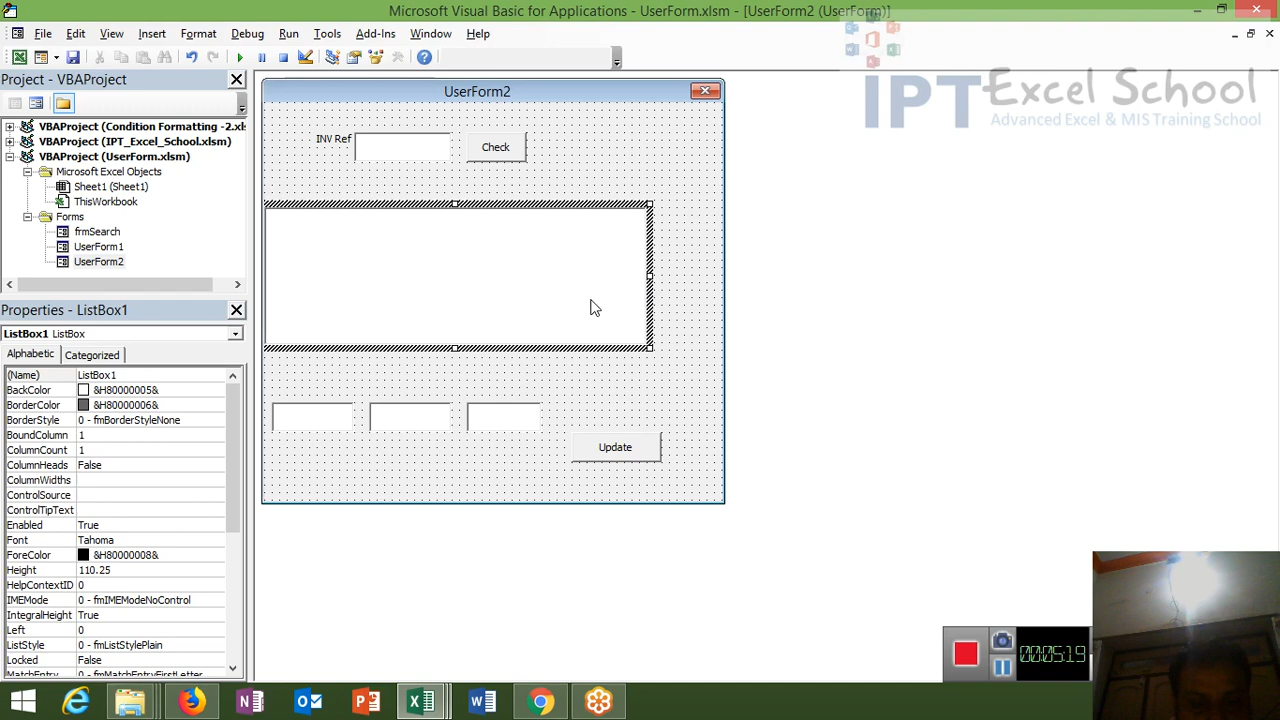 Microsoft Visual Basic for Applications - UserForm.xlsm - [UserForm2 (UserForm)]
File Edit View Insert Format Debug Run Tools Add-Ins Window Help
IPT Excel School
Advanced Excel & MIS Training School
Project - VBAProject
VBAProject (Condition Formatting -2.xls
VBAProject (IPT_Excel_School.xlsm)
VBAProject (UserForm.xlsm)
Microsoft Excel Objects
Sheet1 (Sheet1)
ThisWorkbook
Forms
frmSearch
UserForm1
UserForm2
UserForm2
INV Ref
Check
Update
Properties - ListBox1
ListBox1 ListBox
Alphabetic Categorized
(Name) ListBox1
BackColor &H80000005&
BorderColor &H80000006&
BorderStyle 0 - fmBorderStyleNone
BoundColumn 1
ColumnCount 1
ColumnHeads False
ColumnWidths
ControlSource
ControlTipText
Enabled True
Font Tahoma
ForeColor &H80000008&
Height 110.25
HelpContextID 0
IMEMode 0 - fmIMEModeNoControl
IntegralHeight True
Left 0
ListStyle 0 - fmListStylePlain
Locked False
MatchEntry 0 - fmMatchEntryFirstLetter
00:05:19